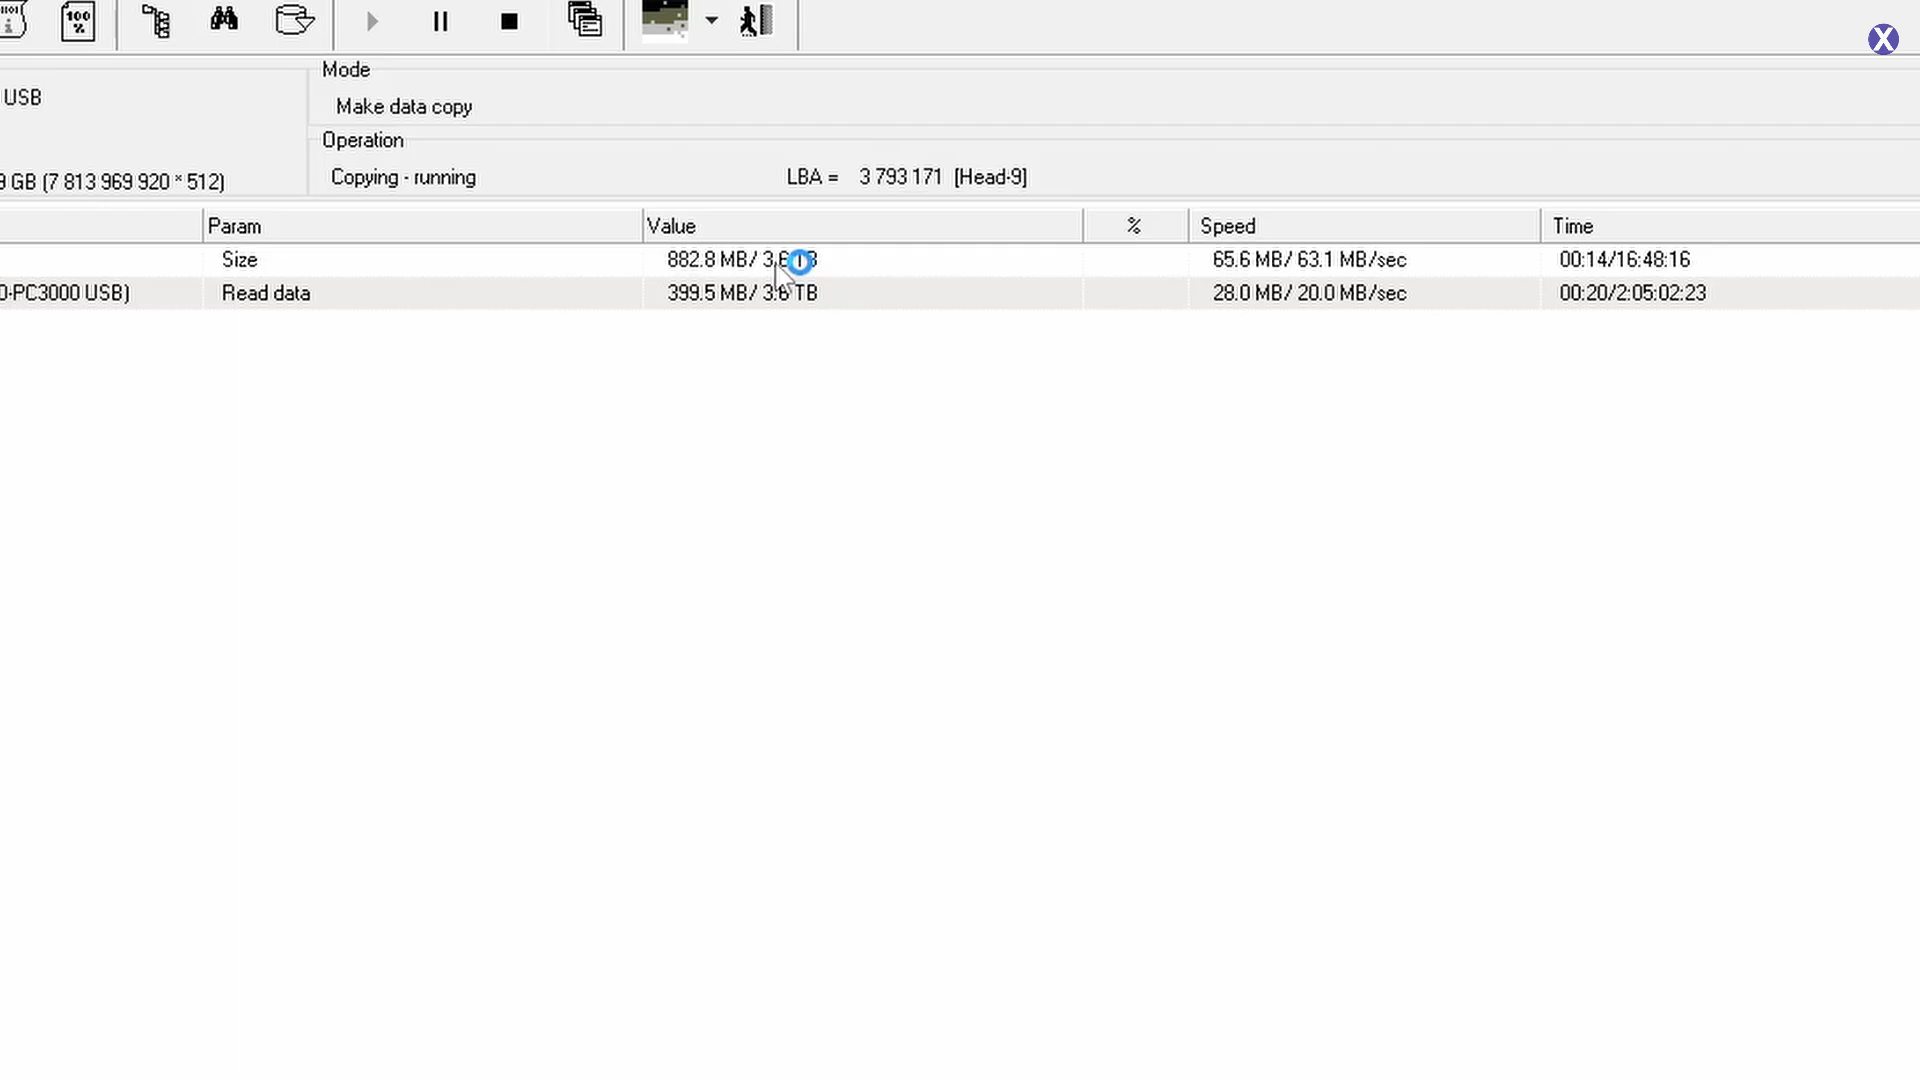 100
%
X
USB
Mode
Make data copy
Operation
9 GB (7 813 969 920 * 512)
Copying - running
LBA = 3 793 171 [Head-9]
Param Value % Speed Time
Size 882.8 MB/ 3.6 TB 65.6 MB/ 63.1 MB/sec 00:14/16:48:16
0-PC3000 USB) Read data 399.5 MB/ 3.6 TB 28.0 MB/ 20.0 MB/sec 00:20/2:05:02:23